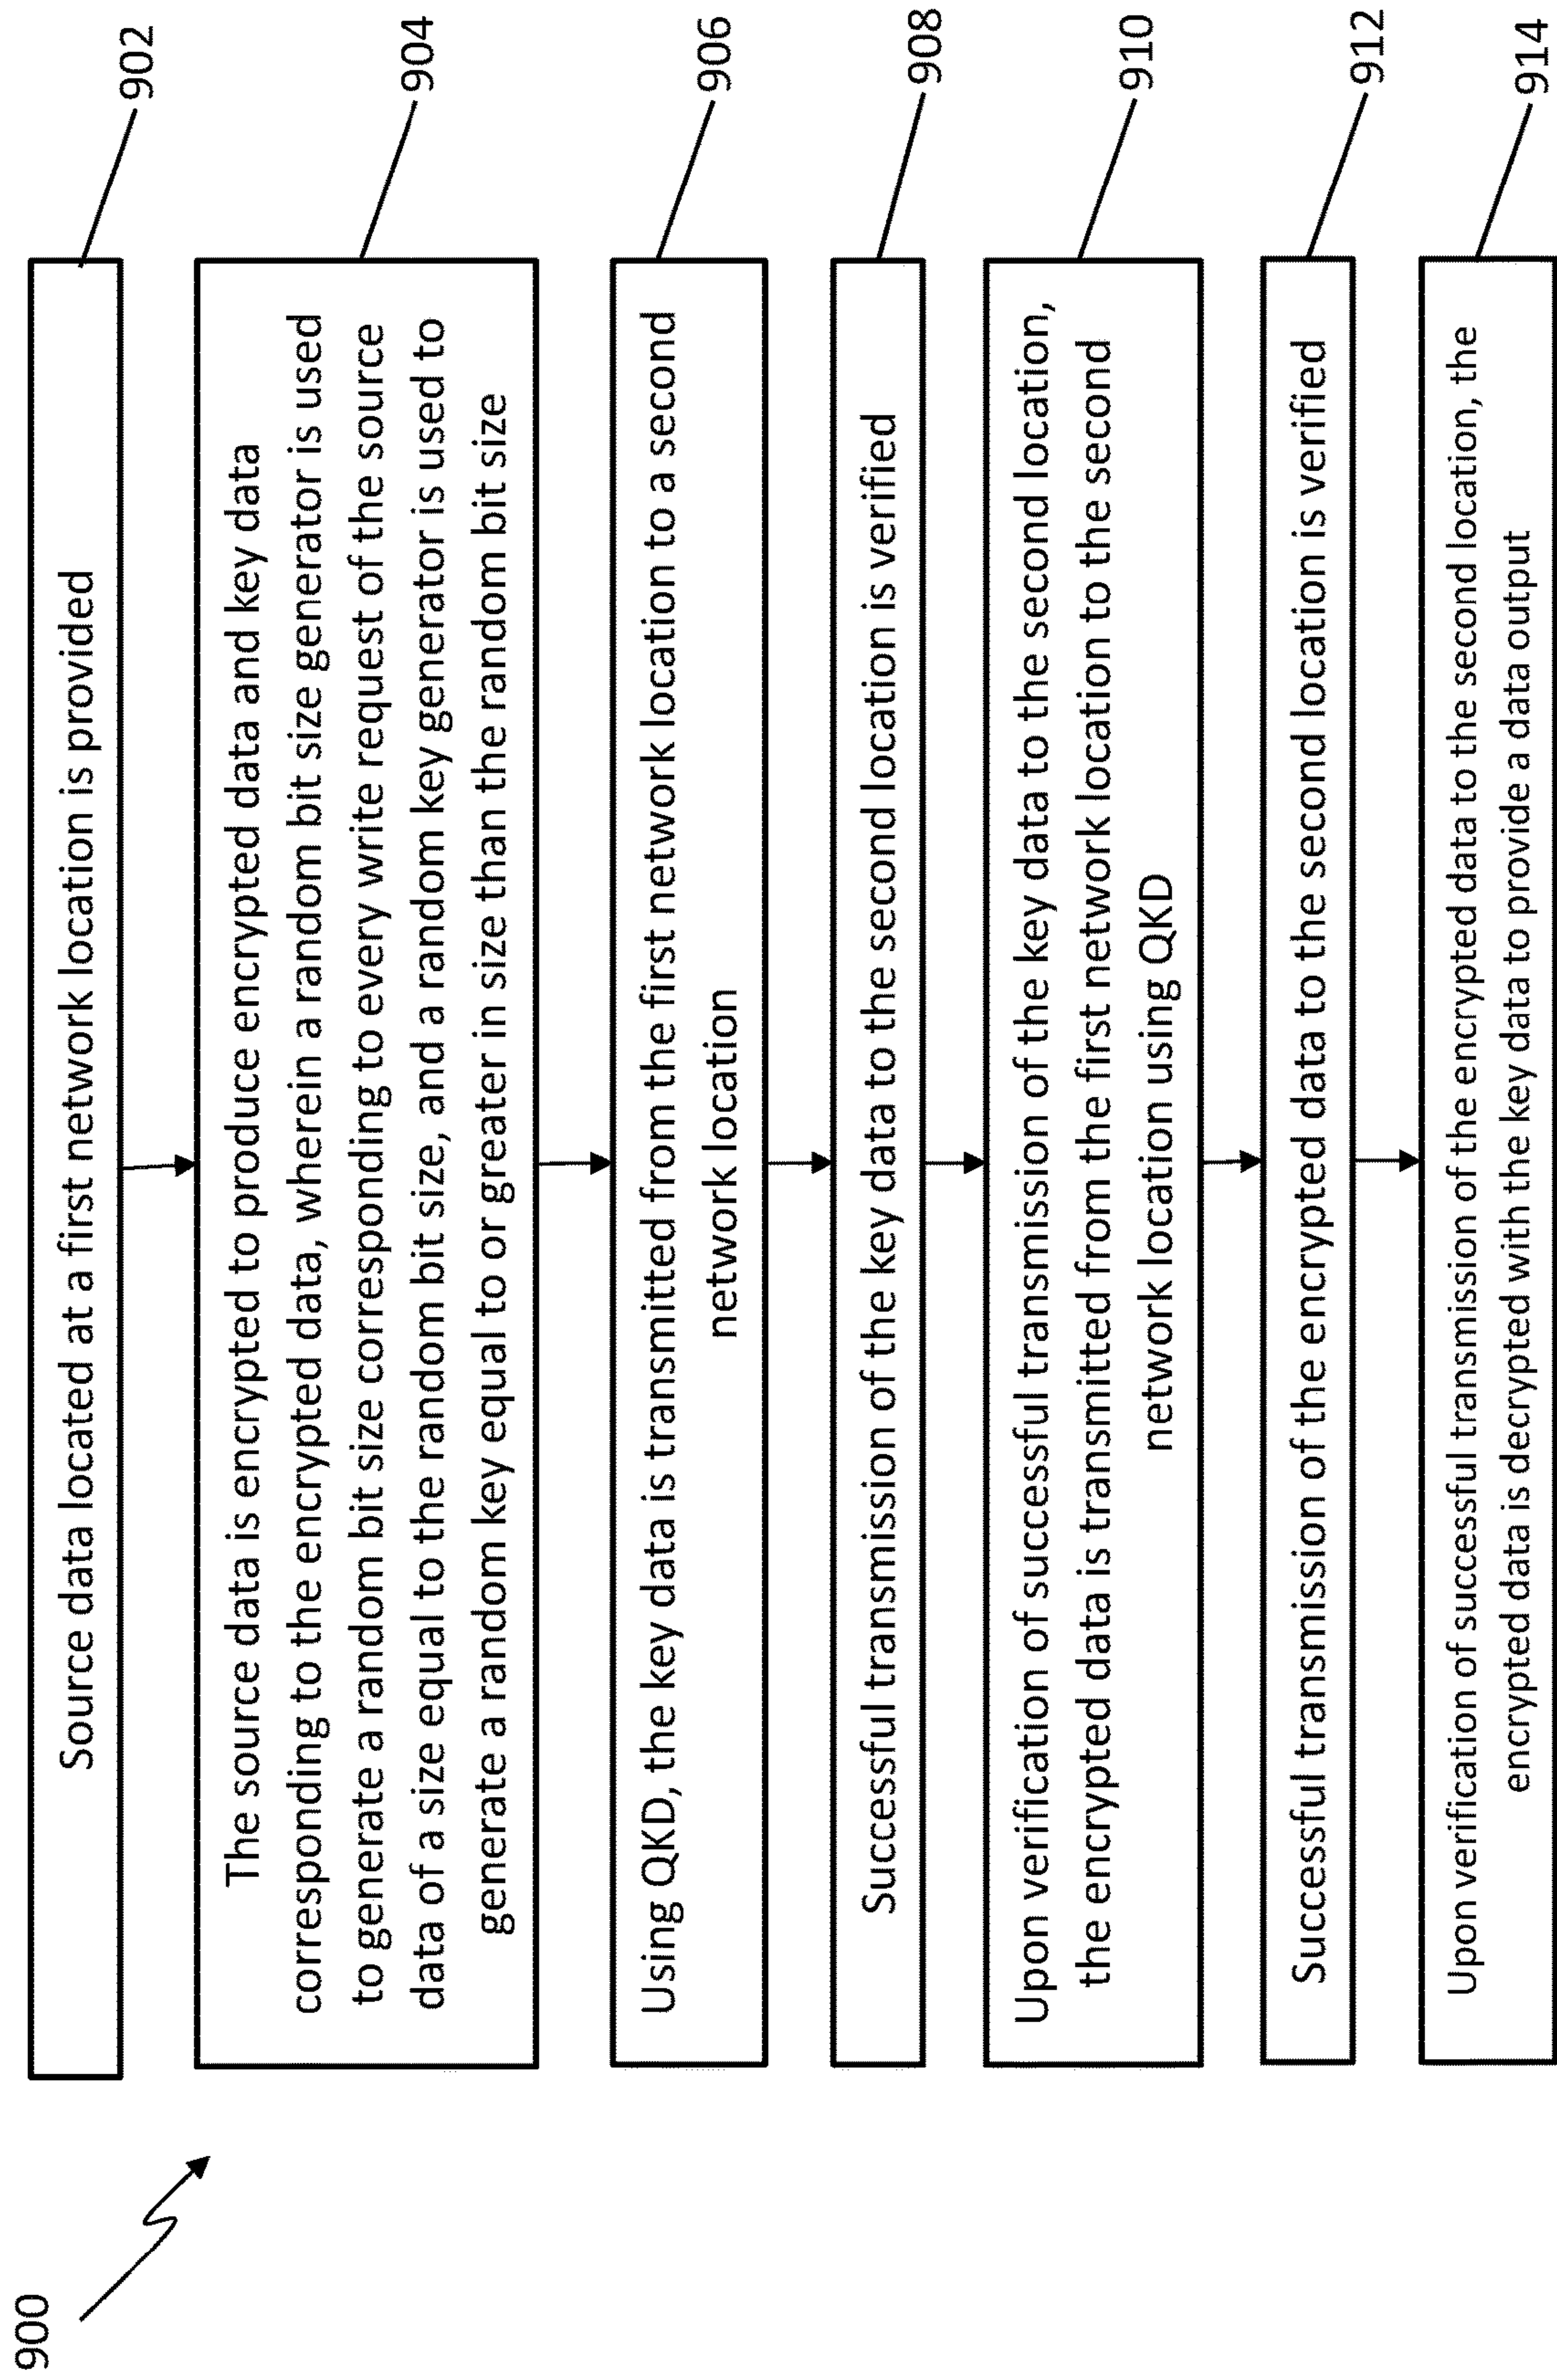 900
902
Source data located at a first network location is provided
904
The source data is encrypted to produce encrypted data and key data
corresponding to the encrypted data, wherein a random bit size generator is used
to generate a random bit size corresponding to every write request of the source
data of a size equal to the random bit size, and a random key generator is used to
generate a random key equal to or greater in size than the random bit size
906
Using QKD, the key data is transmitted from the first network location to a second
network location
908
Successful transmission of the key data to the second location is verified
910
Upon verification of successful transmission of the key data to the second location,
the encrypted data is transmitted from the first network location to the second
network location using QKD
912
Successful transmission of the encrypted data to the second location is verified
914
Upon verification of successful transmission of the encrypted data to the second location, the
encrypted data is decrypted with the key data to provide a data output